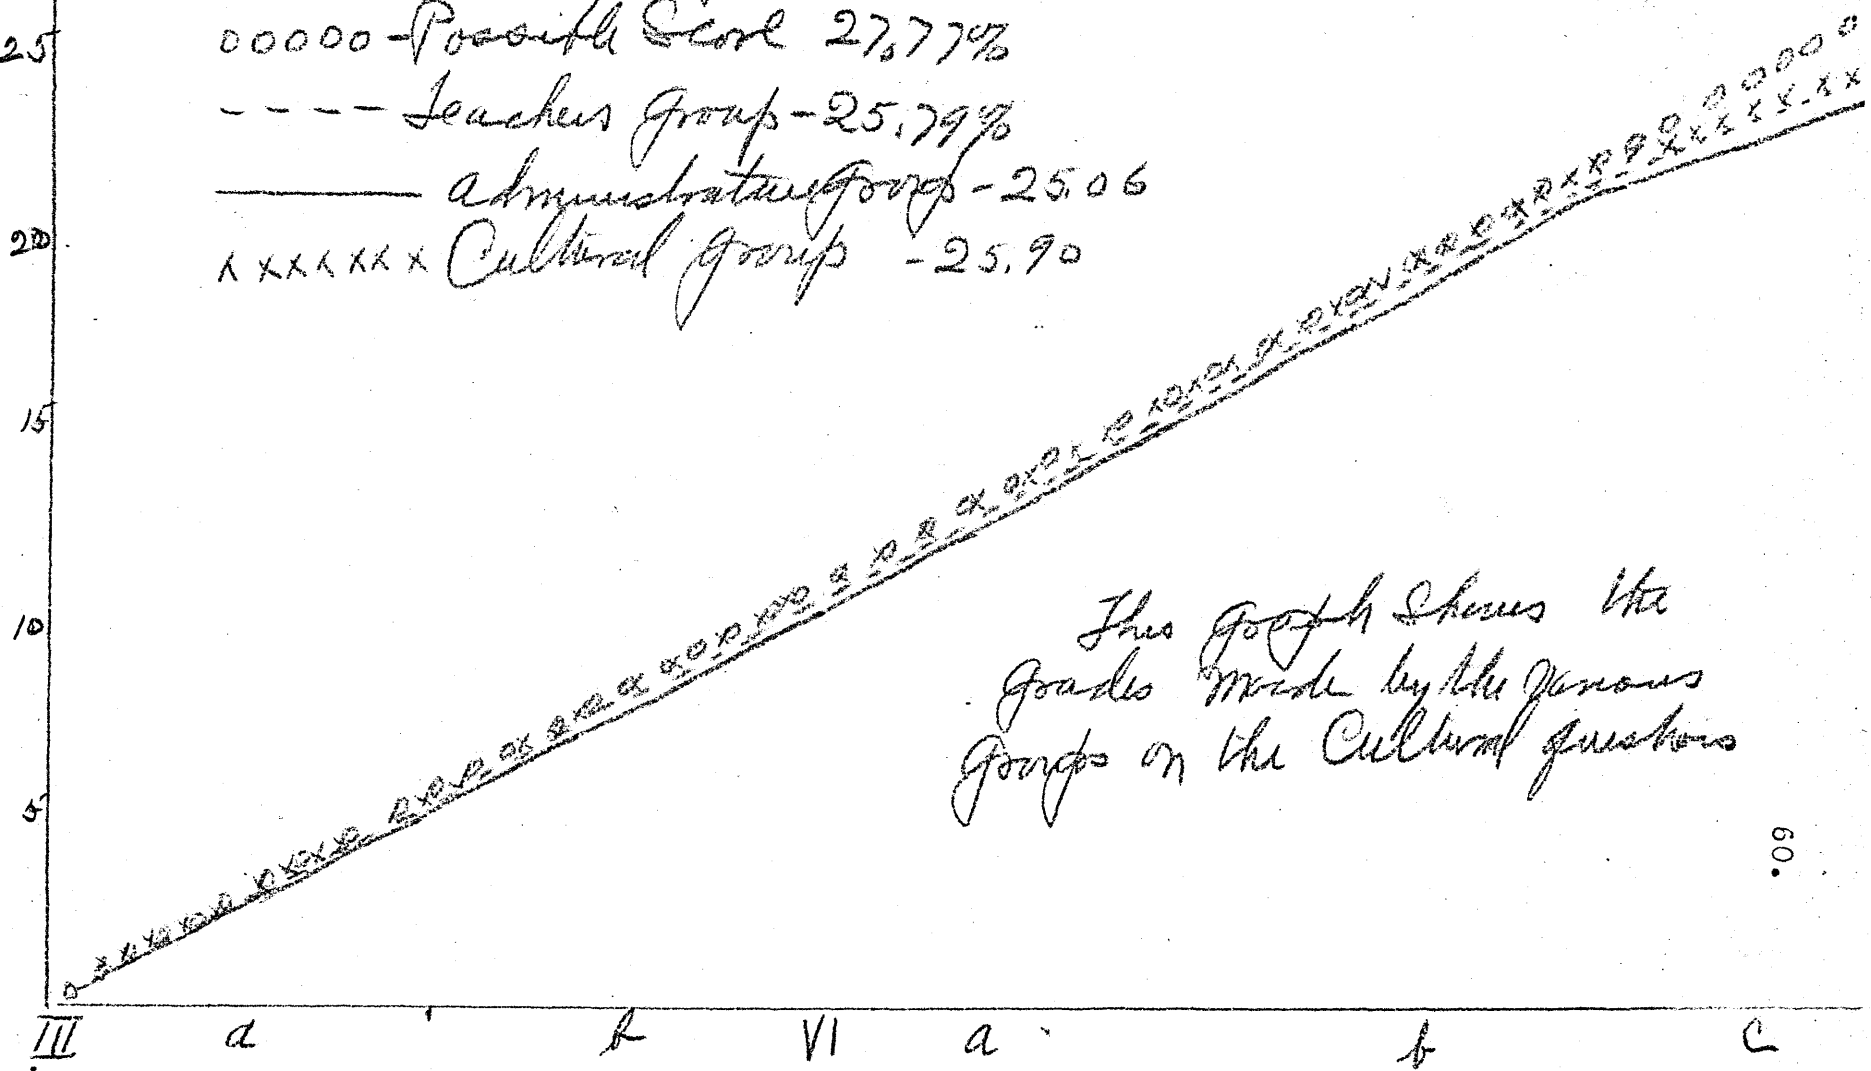 25
ooooo-Possible Score 27.77%
---- Teachers Group-25.79%
Administrative Group-25.06
20
xxxxxxx Cultural Group -25.90
15
10
This graph shows the
grades made by the various
groups on the Cultural questions
5
60.
III a b VI a b c